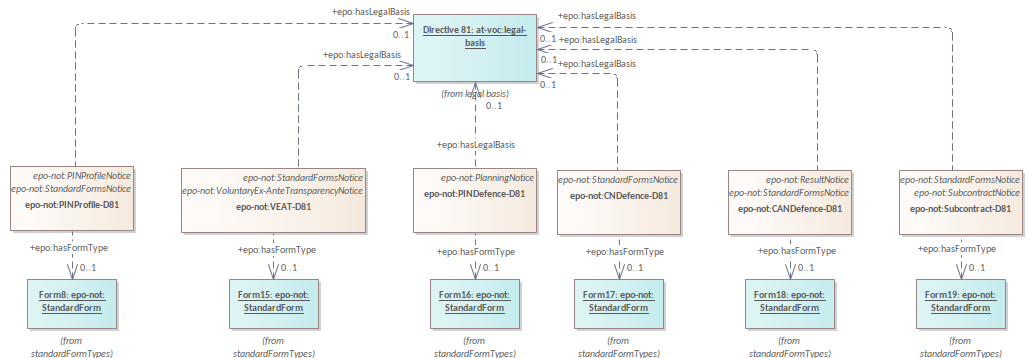 +epo:hasLegalBasis
0..1
+epo:hasLegalBasis
0..1
Directive 81: at-voc:legal-
basis
(from legal basis)
+epo:hasLegalBasis
0..1
+epo:hasLegalBasis
0..1
+epo:hasLegalBasis
0..1
0..1
+epo:hasLegalBasis
epo-not:PINProfileNotice
epo-not:StandardFormsNotice
epo-not:PINProfile-D81
epo-not:StandardFormsNotice
epo-not:VoluntaryEx-AnteTransparencyNotice
epo-not:VEAT-D81
epo-not:PlanningNotice
epo-not:PINDefence-D81
epo-not:StandardFormsNotice
epo-not:CNDefence-D81
epo-not:ResultNotice
epo-not:StandardFormsNotice
epo-not:CANDefence-D81
epo-not:StandardFormsNotice
epo-not:SubcontractNotice
epo-not:Subcontract-D81
+epo:hasFormType
0..1
+epo:hasFormType
0..1
+epo:hasFormType
0..1
+epo:hasFormType
0..1
+epo:hasFormType
0..1
+epo:hasFormType
0..1
Form8: epo-not:
StandardForm
(from
standardFormTypes)
Form15: epo-not:
StandardForm
(from
standardFormTypes)
Form16: epo-not:
StandardForm
(from
standardFormTypes)
Form17: epo-not:
StandardForm
(from
standardFormTypes)
Form18: epo-not:
StandardForm
(from
standardFormTypes)
Form19: epo-not:
StandardForm
(from
standardFormTypes)